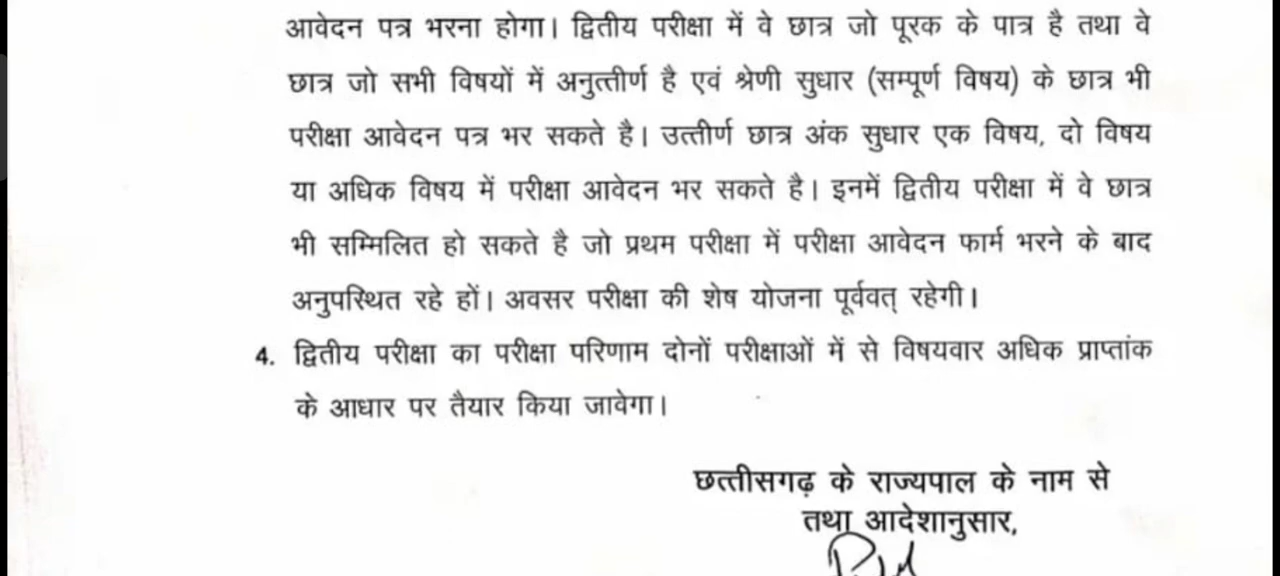 आवेदन पत्र भरना होगा। द्वितीय परीक्षा में वे छात्र जो पूरक के पात्र है तथा वे
छात्र जो सभी विषयों में अनुत्तीर्ण है एवं श्रेणी सुधार (सम्पूर्ण विषय) के छात्र भी
परीक्षा आवेदन पत्र भर सकते है। उत्तीर्ण छात्र अंक सुधार एक विषय, दो विषय
या अधिक विषय में परीक्षा आवेदन भर सकते है। इनमें द्वितीय परीक्षा में वे छात्र
भी सम्मिलित हो सकते है जो प्रथम परीक्षा में परीक्षा आवेदन फार्म भरने के बाद
अनुपस्थित रहे हों। अवसर परीक्षा की शेष योजना पूर्ववत् रहेगी।
4. द्वितीय परीक्षा का परीक्षा परिणाम दोनों परीक्षाओं में से विषयवार अधिक प्राप्तांक
के आधार पर तैयार किया जावेगा।
छत्तीसगढ़ के राज्यपाल के नाम से
तथा आदेशानुसार,